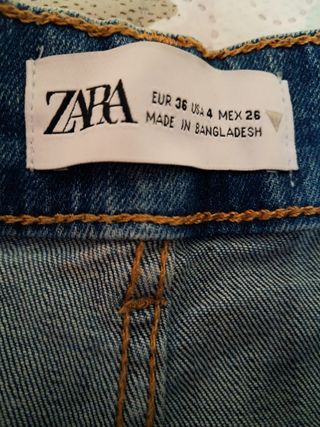 ZARA
EUR 36 USA 4 MEX 26
MADE IN BANGLADESH